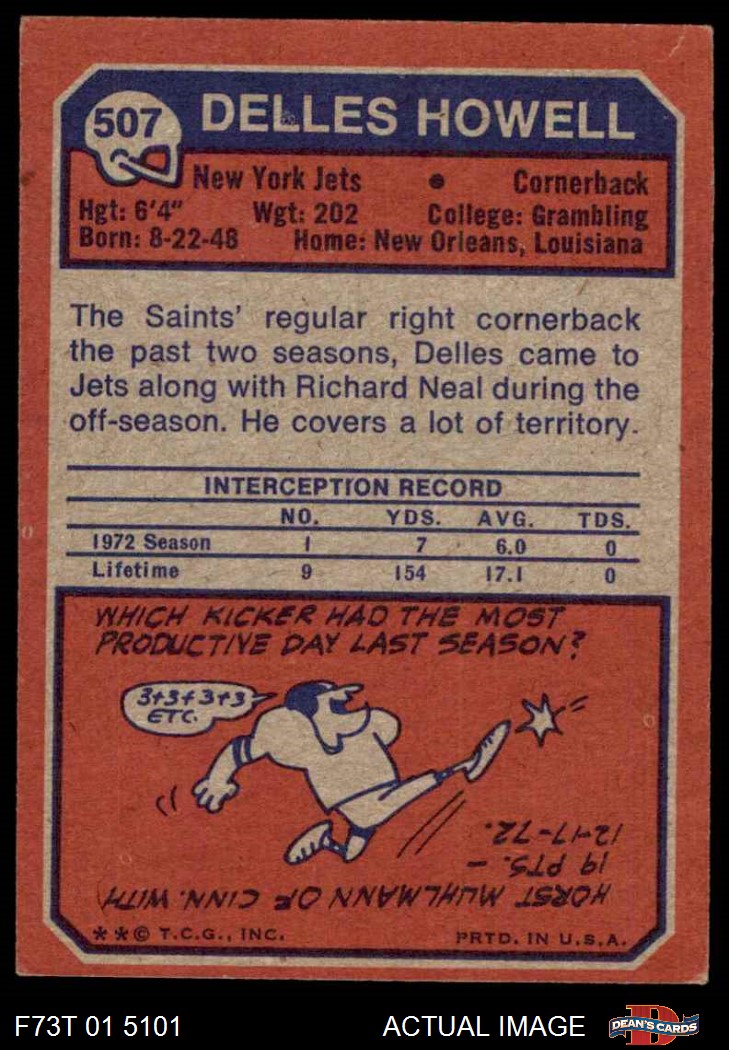 507
DELLES HOWELL
New York Jets • Cornerback
Hgt: 6'4" Wgt: 202 College: Grambling
Born: 8-22-48 Home: New Orleans, Louisiana
The Saints' regular right cornerback
the past two seasons, Delles came to
Jets along with Richard Neal during the
off-season. He covers a lot of territory.
INTERCEPTION RECORD
NO. YDS. AVG. TDS.
1972 Season 1 7 6.0 0
Lifetime 9 154 17.1 0
WHICH KICKER HAD THE MOST
PRODUCTIVE DAY LAST SEASON?
3+3+3+3
ETC.
HORST MUHLMANN OF CINN. WITH
19 PTS. –
12-17-72.
**© T.C.G., INC. PRTD. IN U.S.A.
F73T 01 5101 ACTUAL IMAGE
D
DEAN'S CARDS